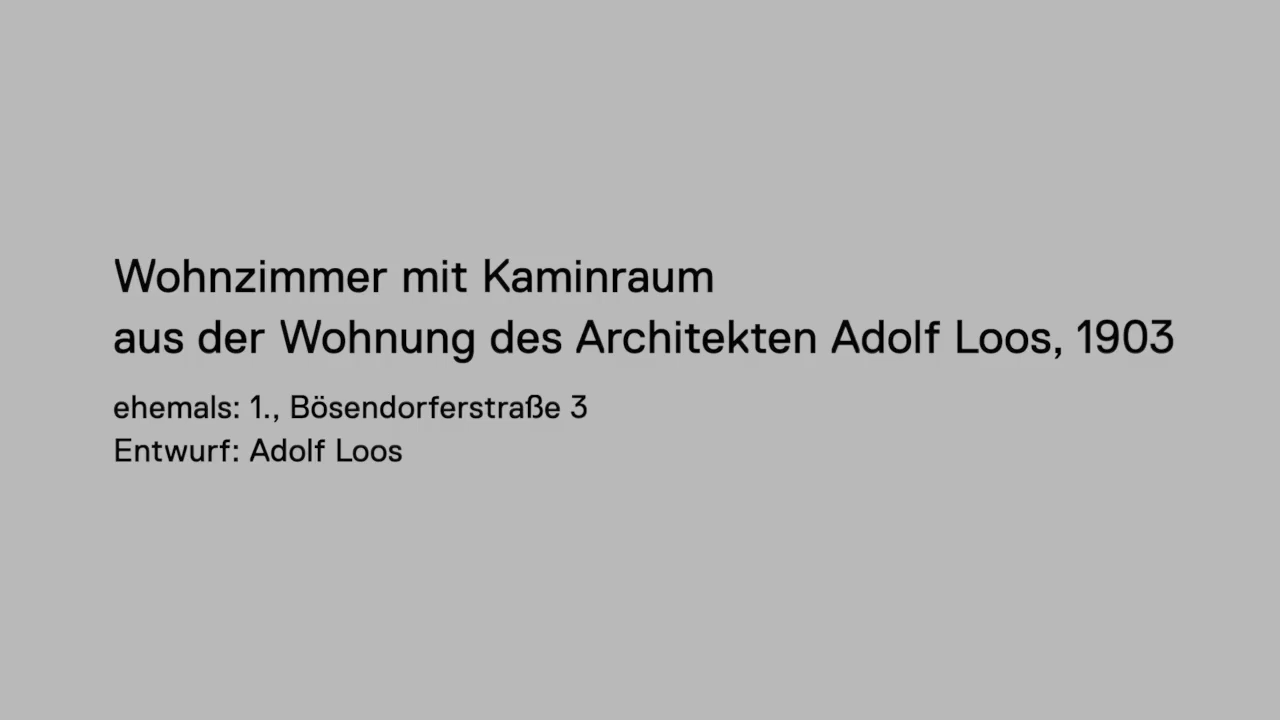 Wohnzimmer mit Kaminraum
aus der Wohnung des Architekten Adolf Loos, 1903
ehemals: 1., Bösendorferstraße 3
Entwurf: Adolf Loos